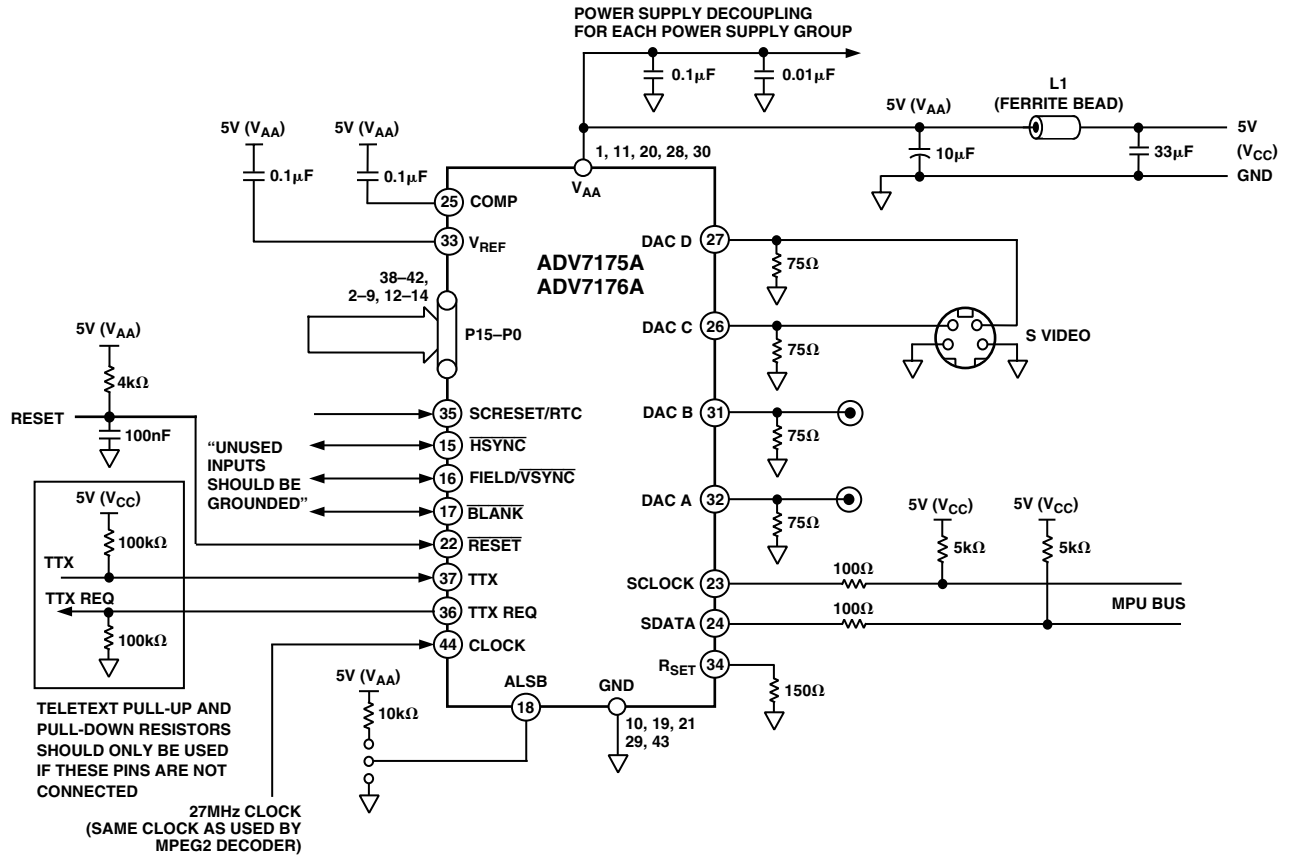 POWER SUPPLY DECOUPLING
FOR EACH POWER SUPPLY GROUP
0.1µF
0.01µF
L1
(FERRITE BEAD)
5V (VAA)
5V (VAA)
5V (VAA)
5V
(VCC)
GND
10µF
33µF
0.1µF
0.1µF
1, 11, 20, 28, 30
VAA
25 COMP
33 VREF
ADV7175A
ADV7176A
DAC D 27
75Ω
38–42,
2–9, 12–14
P15–P0
DAC C 26
75Ω
S VIDEO
5V (VAA)
4kΩ
RESET
100nF
35 SCRESET/RTC
DAC B 31
75Ω
"UNUSED
INPUTS
SHOULD BE
GROUNDED"
15 HSYNC
16 FIELD/VSYNC
17 BLANK
22 RESET
DAC A 32
75Ω
5V (VCC)
100kΩ
TTX
37 TTX
TTX REQ
36 TTX REQ
100kΩ
44 CLOCK
5V (VCC)
5V (VCC)
5kΩ
5kΩ
SCLOCK 23
100Ω
MPU BUS
SDATA 24
100Ω
RSET 34
150Ω
5V (VAA)
10kΩ
ALSB
18
GND
10, 19, 21
29, 43
TELETEXT PULL-UP AND
PULL-DOWN RESISTORS
SHOULD ONLY BE USED
IF THESE PINS ARE NOT
CONNECTED
27MHz CLOCK
(SAME CLOCK AS USED BY
MPEG2 DECODER)